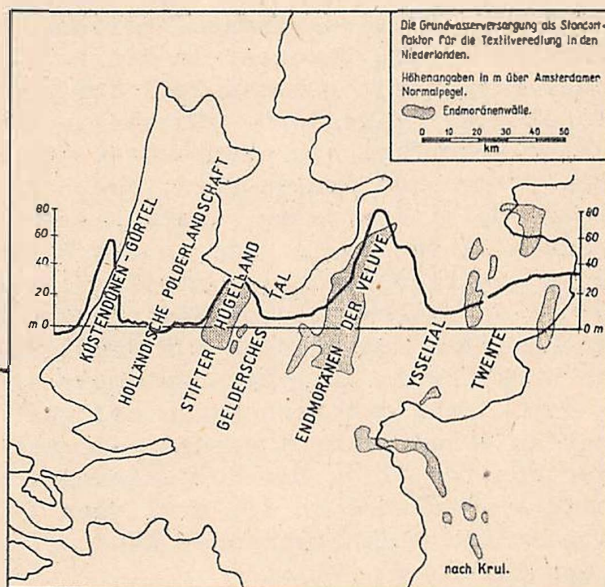 Die Grundwasserversorgung als Standort-
faktor für die Textilveredlung in den
Niederlanden.
Höhenangaben in m über Amsterdamer
Normalpegel.
Endmoränenwälle.
0 10 20 30 40 50
km
80
60
40
20
m 0
80
60
40
20
0 m
KÜSTENDÜNEN - GÜRTEL
HOLLÄNDISCHE POLDERLANDSCHAFT
STIFTER HÜGELLAND
GELDERSCHES TAL
ENDMORÄNEN DER VELUVE
YSSELTAL
TWENTE
nach Krul.